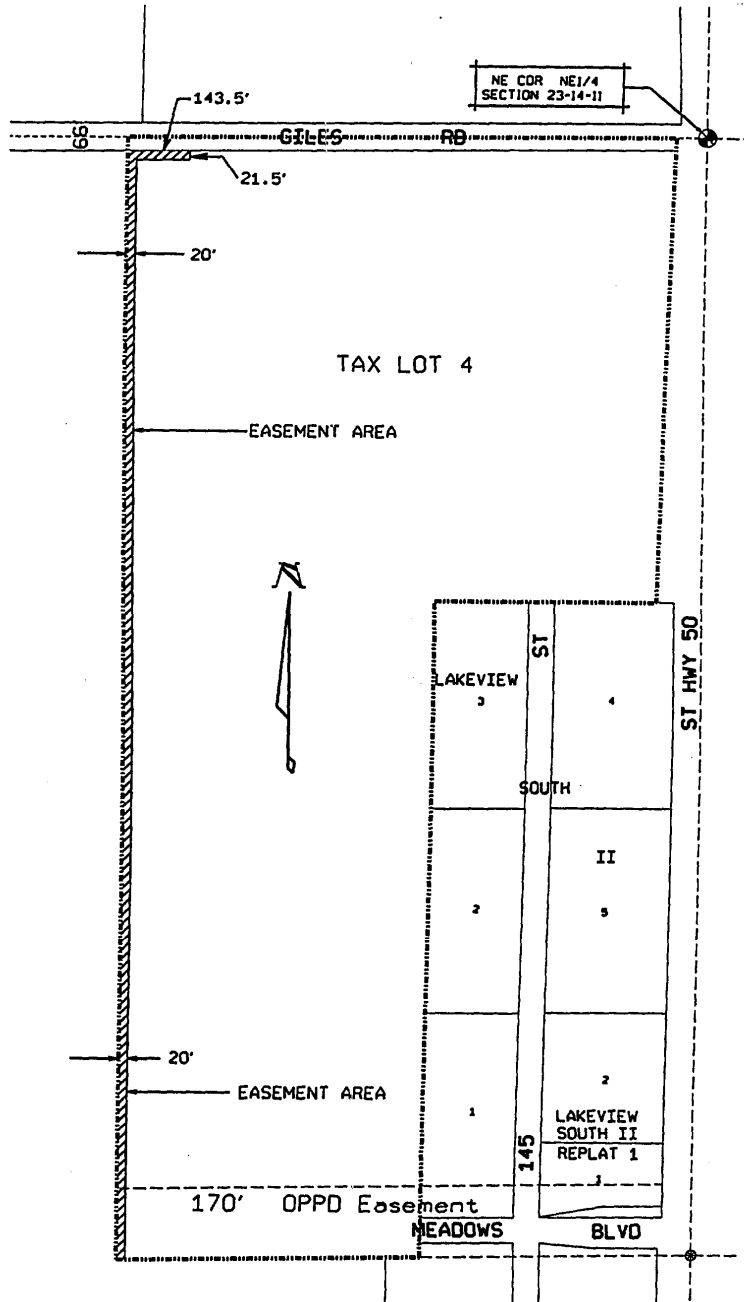 NE COR NE1/4
SECTION 23-14-11
143.5'
66
GILES RD
21.5'
20'
TAX LOT 4
EASEMENT AREA
N
ST
ST HWY 50
LAKEVIEW
3
4
SOUTH
II
2
5
20'
EASEMENT AREA
2
1
LAKEVIEW
SOUTH II
145
REPLAT 1
1
170' OPPD Easement
MEADOWS BLVD